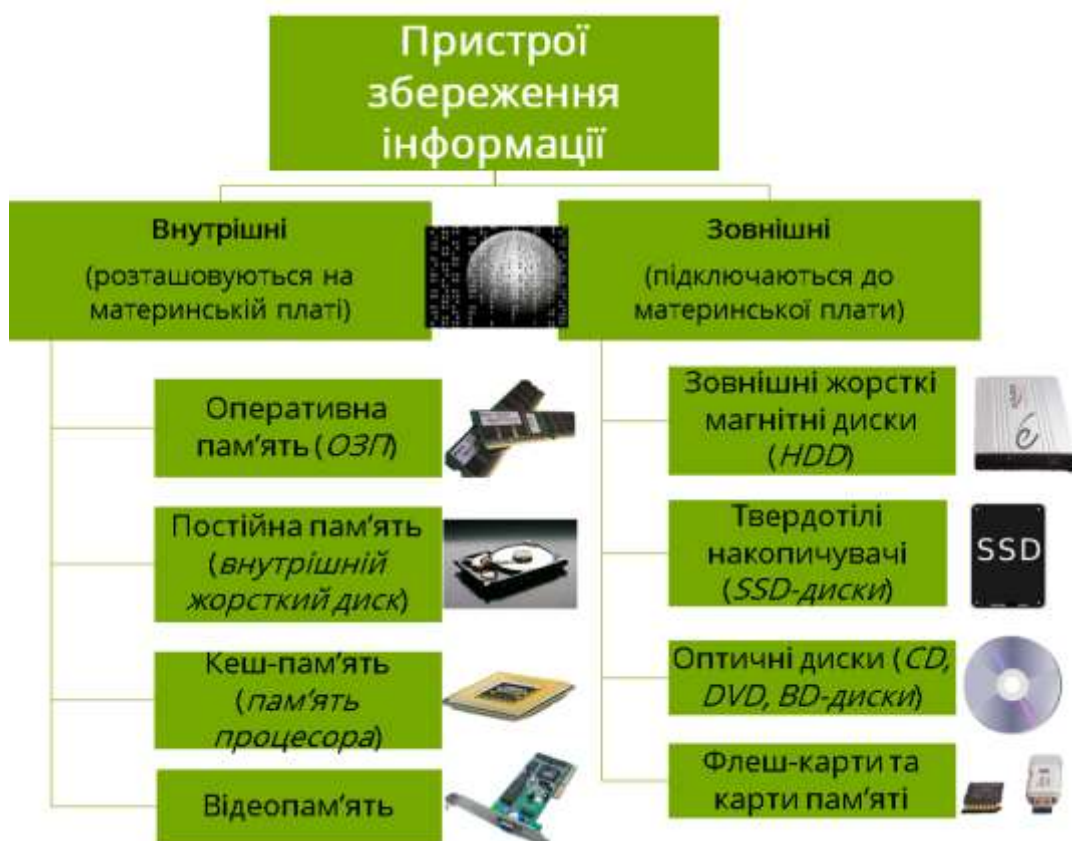 Пристрої
збереження
інформації
Внутрішні
(розташовуються на
материнській платі)
Зовнішні
(підключаються до
материнської плати)
Оперативна
пам’ять (ОЗП)
Постійна пам’ять
(внутрішній
жорсткий диск)
Кеш-пам’ять
(пам’ять
процесора)
Відеопам’ять
Зовнішні жорсткі
магнітні диски
(HDD)
Твердотілі
накопичувачі
(SSD-диски)
SSD
Оптичні диски (CD,
DVD, BD-диски)
Флеш-карти та
карти пам’яті